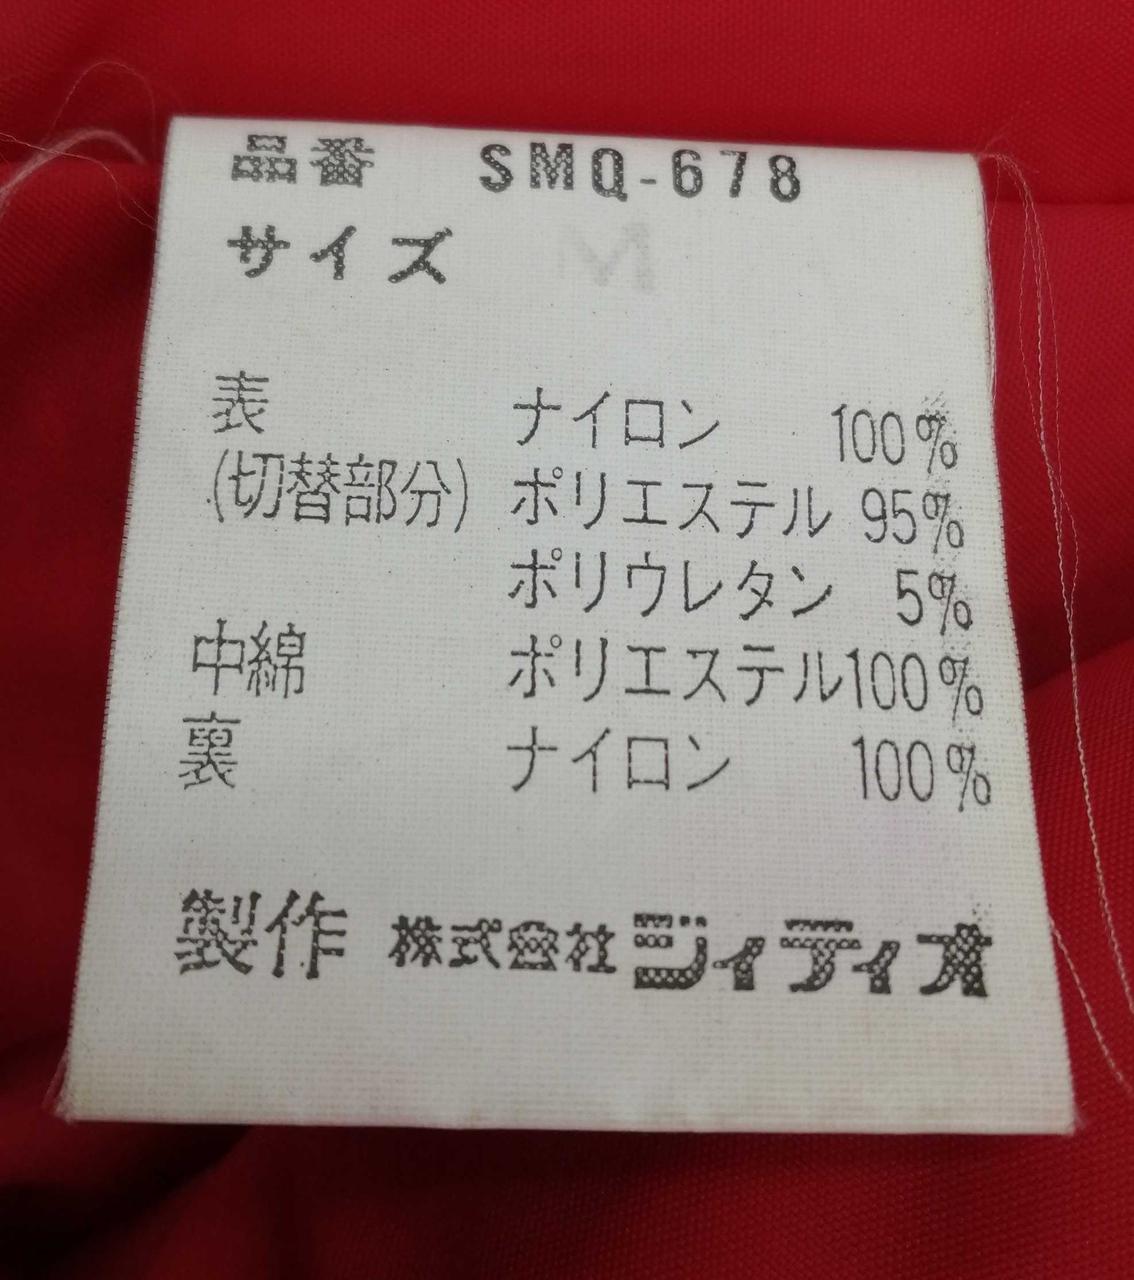 品番 SMQ-678
サイズ M
表 ナイロン 100%
(切替部分) ポリエステル 95%
ポリウレタン 5%
中綿 ポリエステル100%
裏 ナイロン 100%
製作 株式会社ジィティオ